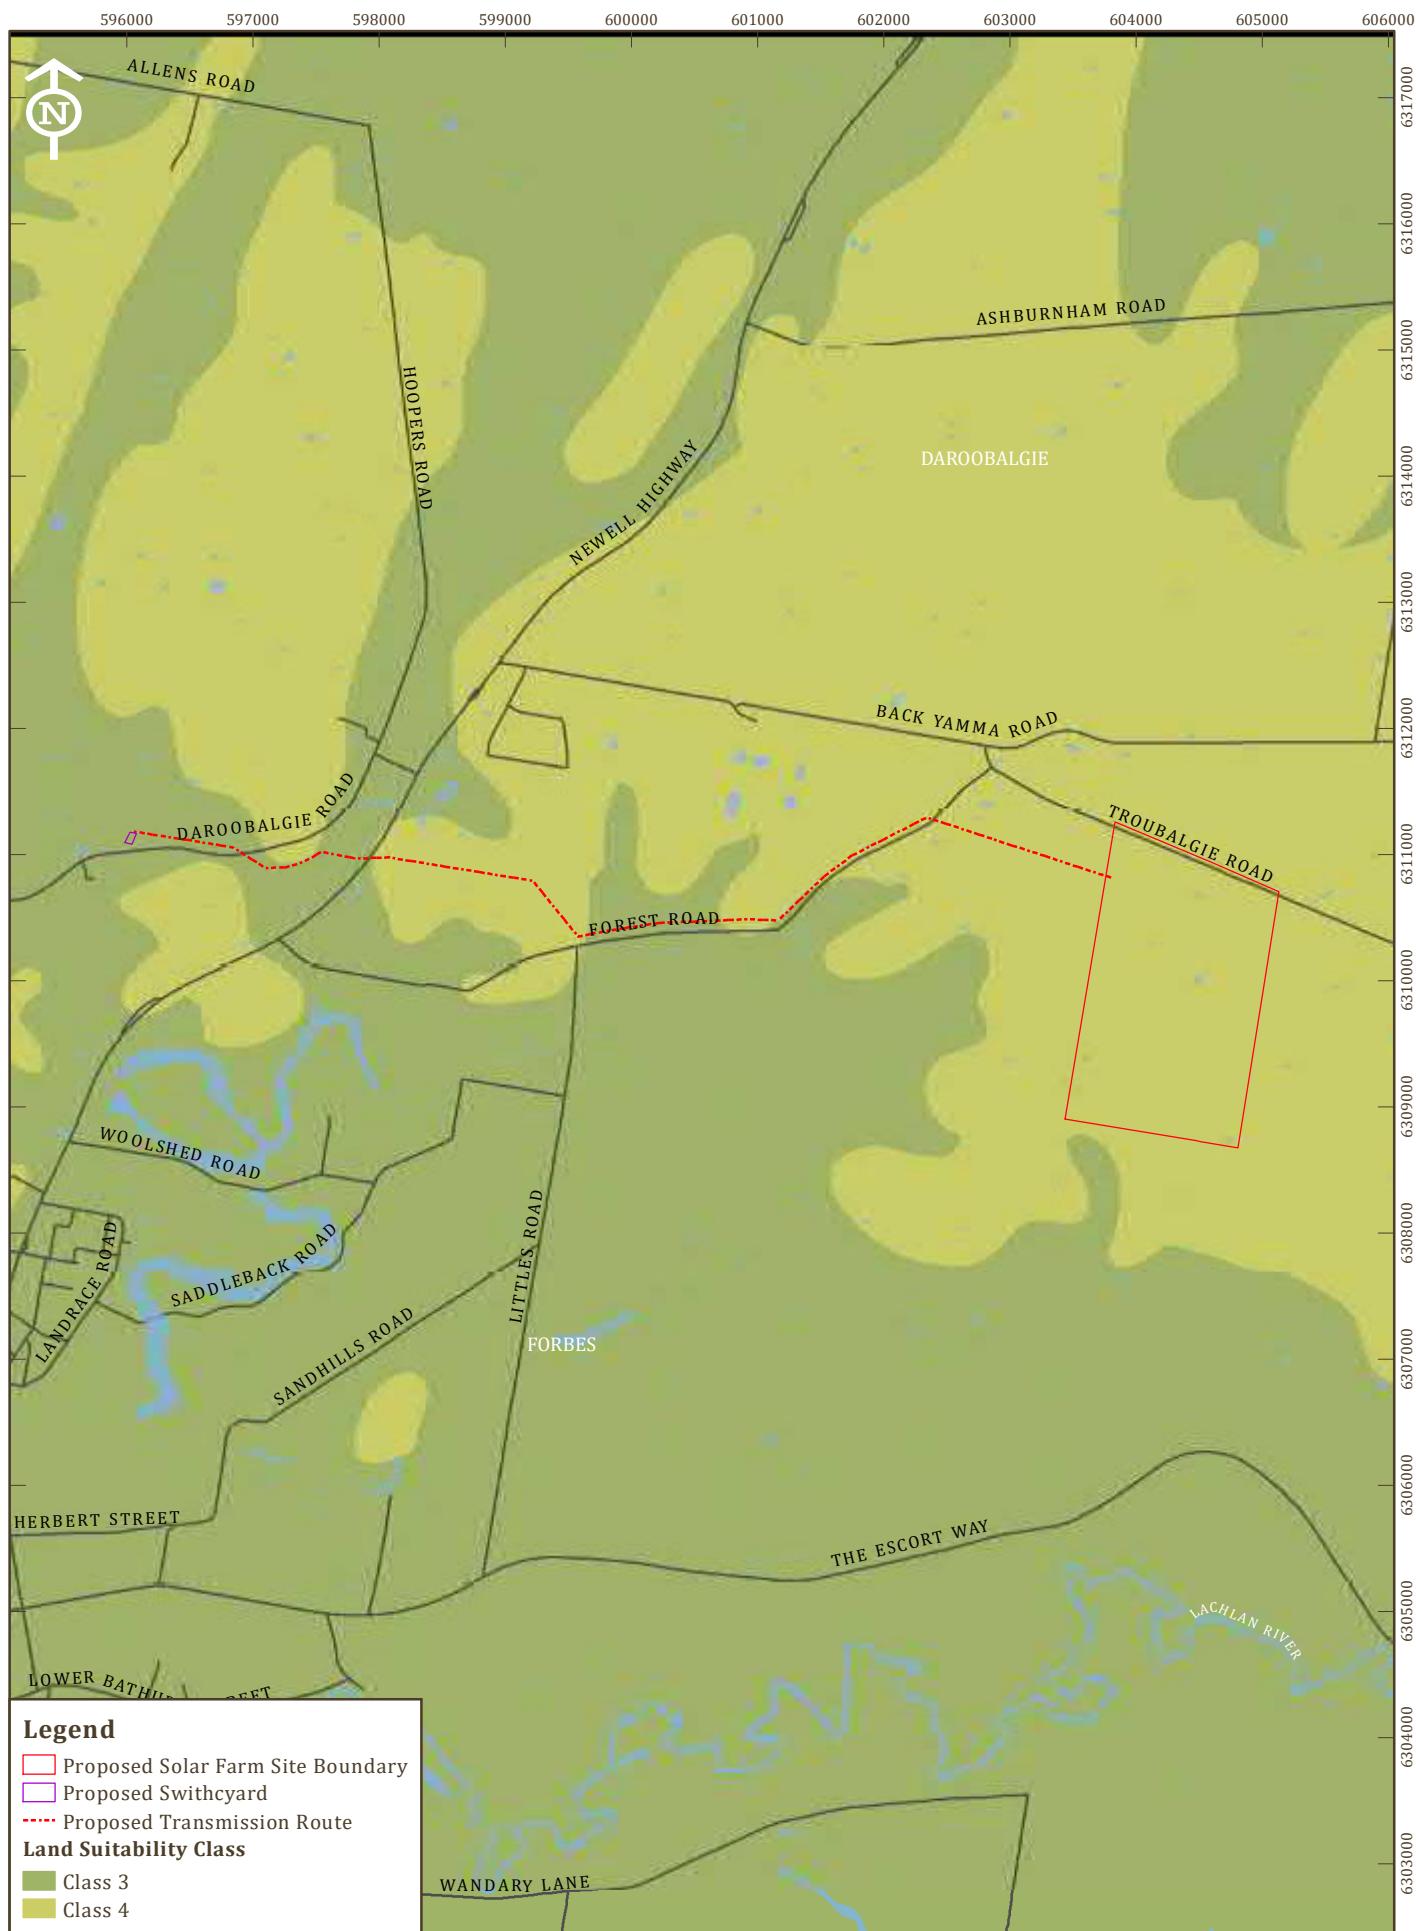 596000 597000 598000 599000 600000 601000 602000 603000 604000 605000 606000
ALLENS ROAD
N
6317000
6316000
ASHBURNHAM ROAD
6315000
HOOPERS ROAD
NEWELL HIGHWAY
DAROOBALGIE
6314000
6313000
BACK YAMMA ROAD
6312000
DAROOBALGIE ROAD
TROUBALGIE ROAD
6311000
FOREST ROAD
6310000
6309000
WOOLSHED ROAD
LITTLES ROAD
LANDRACE ROAD
SADDLEBACK ROAD
6308000
SANDHILLS ROAD
FORBES
6307000
6306000
HERBERT STREET
THE ESCORT WAY
LACHLAN RIVER
6305000
LOWER
6304000
Legend
Proposed Solar Farm Site Boundary
Proposed Swithcyard
Proposed Transmission Route
Land Suitability Class
Class 3
Class 4
6303000
WANDARY LANE